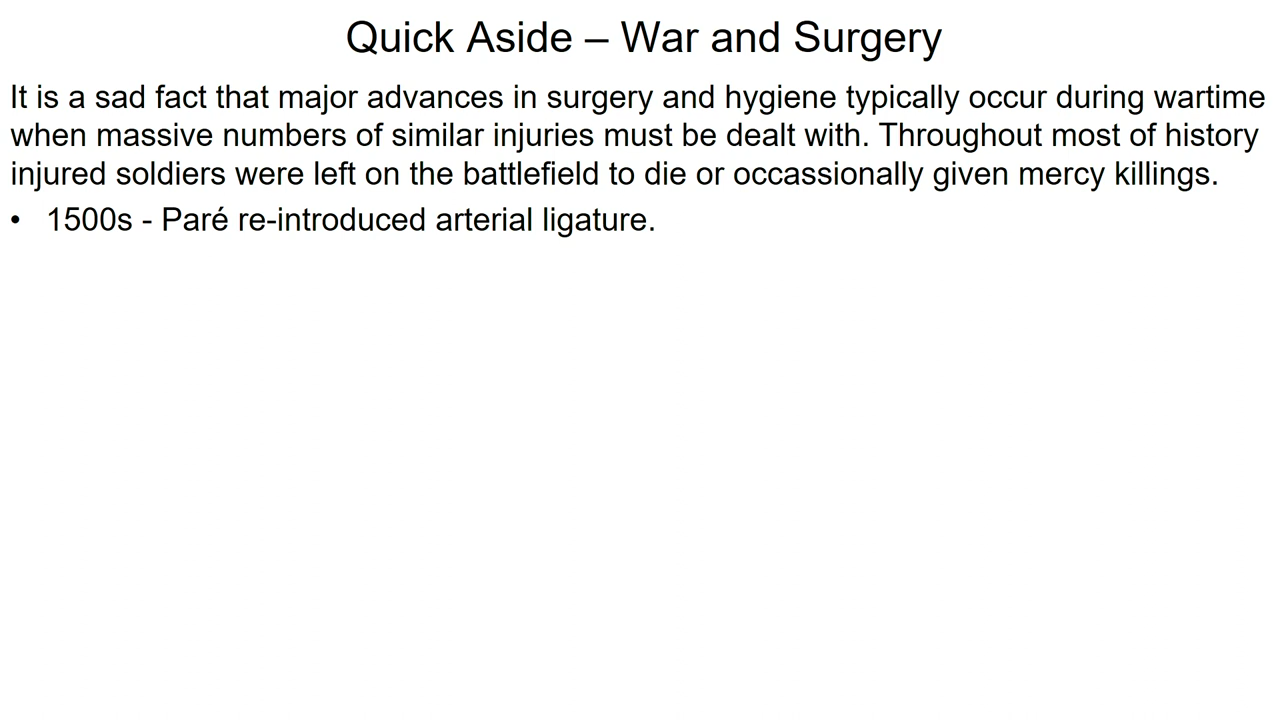 Quick Aside – War and Surgery
It is a sad fact that major advances in surgery and hygiene typically occur during wartime
when massive numbers of similar injuries must be dealt with. Throughout most of history
injured soldiers were left on the battlefield to die or occassionally given mercy killings.
• 1500s - Paré re-introduced arterial ligature.